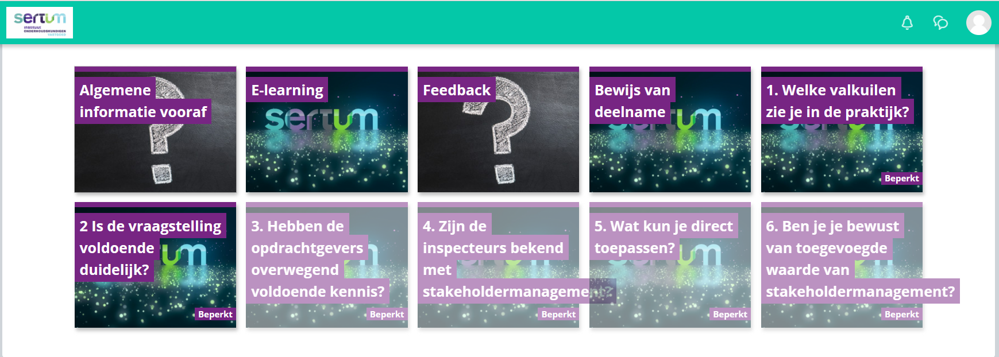 sertum
instituut
ONDERHOUDSKUNDIGEN
VASTGOED
Algemene
informatie vooraf
E-learning
sertum
Feedback
Bewijs van
deelname
1. Welke valkuilen
zie je in de praktijk?
Beperkt
2 Is de vraagstelling
voldoende
duidelijk?
Beperkt
3. Hebben de
opdrachtgevers
overwegend
voldoende kennis?
Beperkt
4. Zijn de
inspecteurs bekend
met
stakeholdermanagement?
Beperkt
5. Wat kun je direct
toepassen?
Beperkt
6. Ben je je bewust
van toegevoegde
waarde van
stakeholdermanagement?
Beperkt